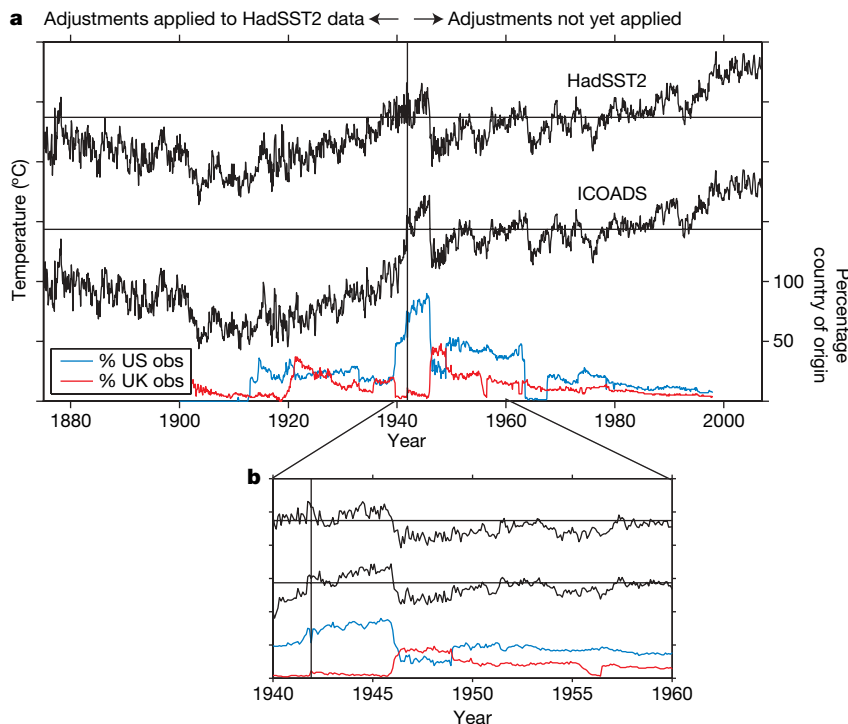 a Adjustments applied to HadSST2 data ← → Adjustments not yet applied
HadSST2
ICOADS
Temperature (ºC)
100
50
Percentage
country of origin
% US obs
% UK obs
1880 1900 1920 1940 1960 1980 2000
Year
b
1940 1945 1950 1955 1960
Year